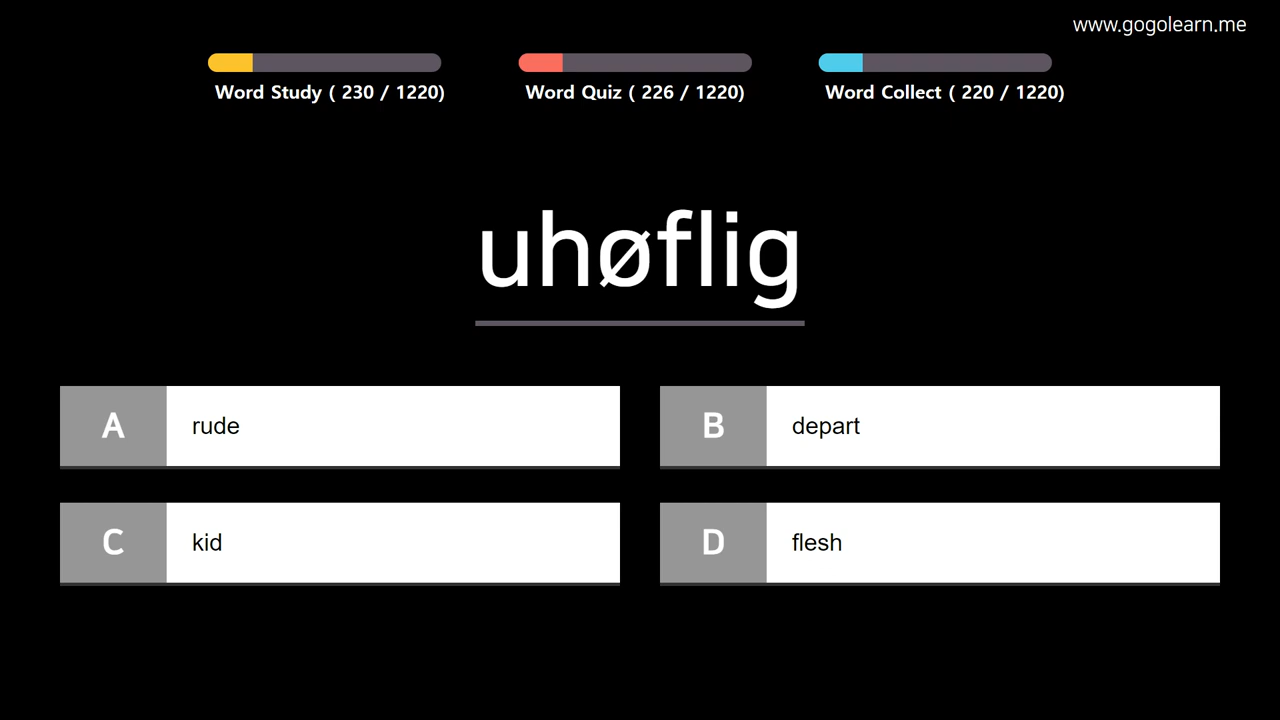 www.gogolearn.me
Word Study ( 230 / 1220)
Word Quiz ( 226 / 1220)
Word Collect ( 220 / 1220)
uhøflig
A rude
B depart
C kid
D flesh